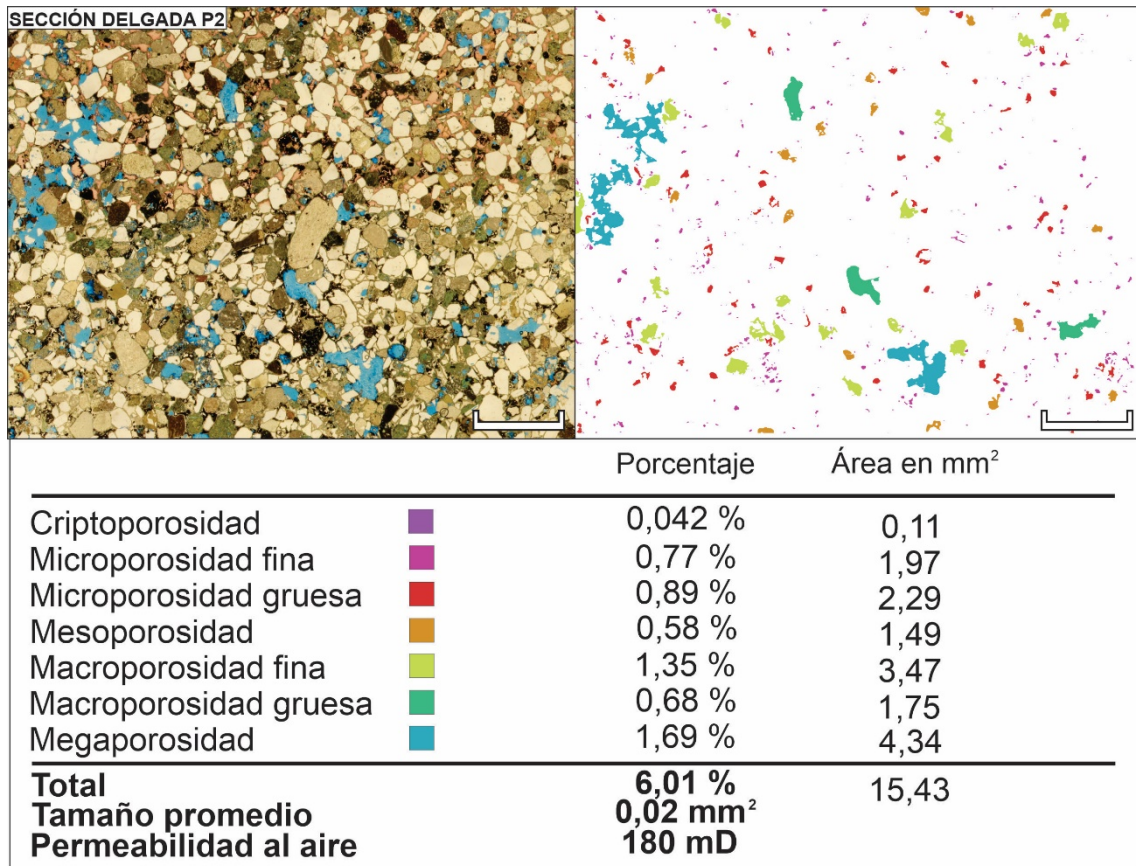 SECCIÓN DELGADA P2
Porcentaje Área en mm²
Criptoporosidad 0,042 % 0,11
Microporosidad fina 0,77 % 1,97
Microporosidad gruesa 0,89 % 2,29
Mesoporosidad 0,58 % 1,49
Macroporosidad fina 1,35 % 3,47
Macroporosidad gruesa 0,68 % 1,75
Megaporosidad 1,69 % 4,34
Total 6,01 % 15,43
Tamaño promedio 0,02 mm²
Permeabilidad al aire 180 mD